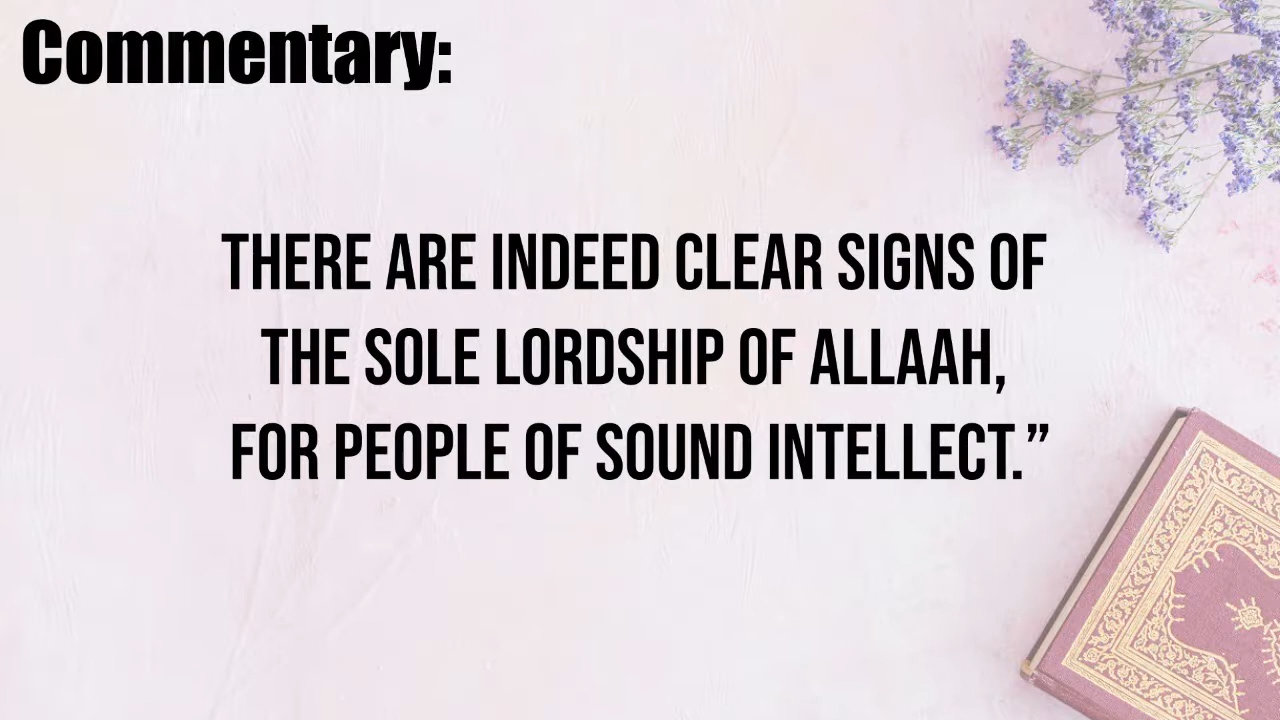 Commentary:
THERE ARE INDEED CLEAR SIGNS OF
THE SOLE LORDSHIP OF ALLAAH,
FOR PEOPLE OF SOUND INTELLECT.”